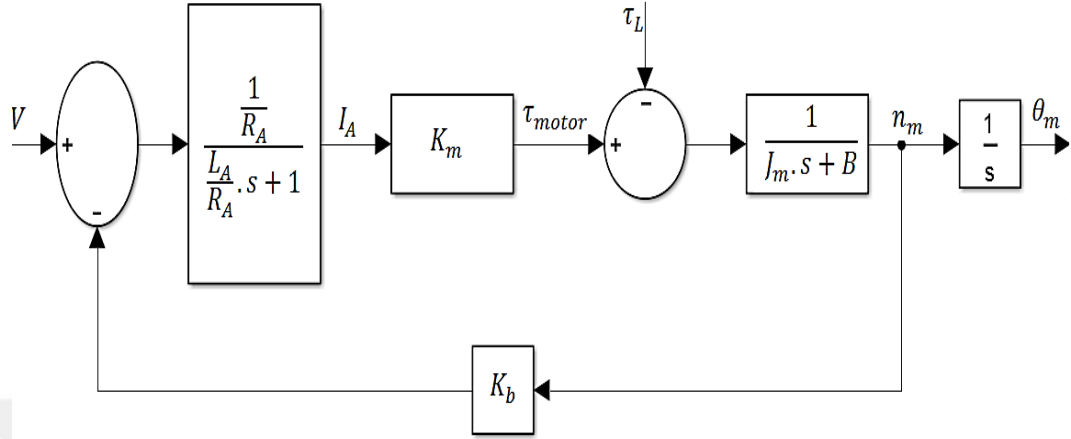 V
+
-
1
R_A
L_A
R_A
.s + 1
I_A
K_m
τ_motor
τ_L
-
+
1
J_m.s + B
n_m
1
s
θ_m
K_b